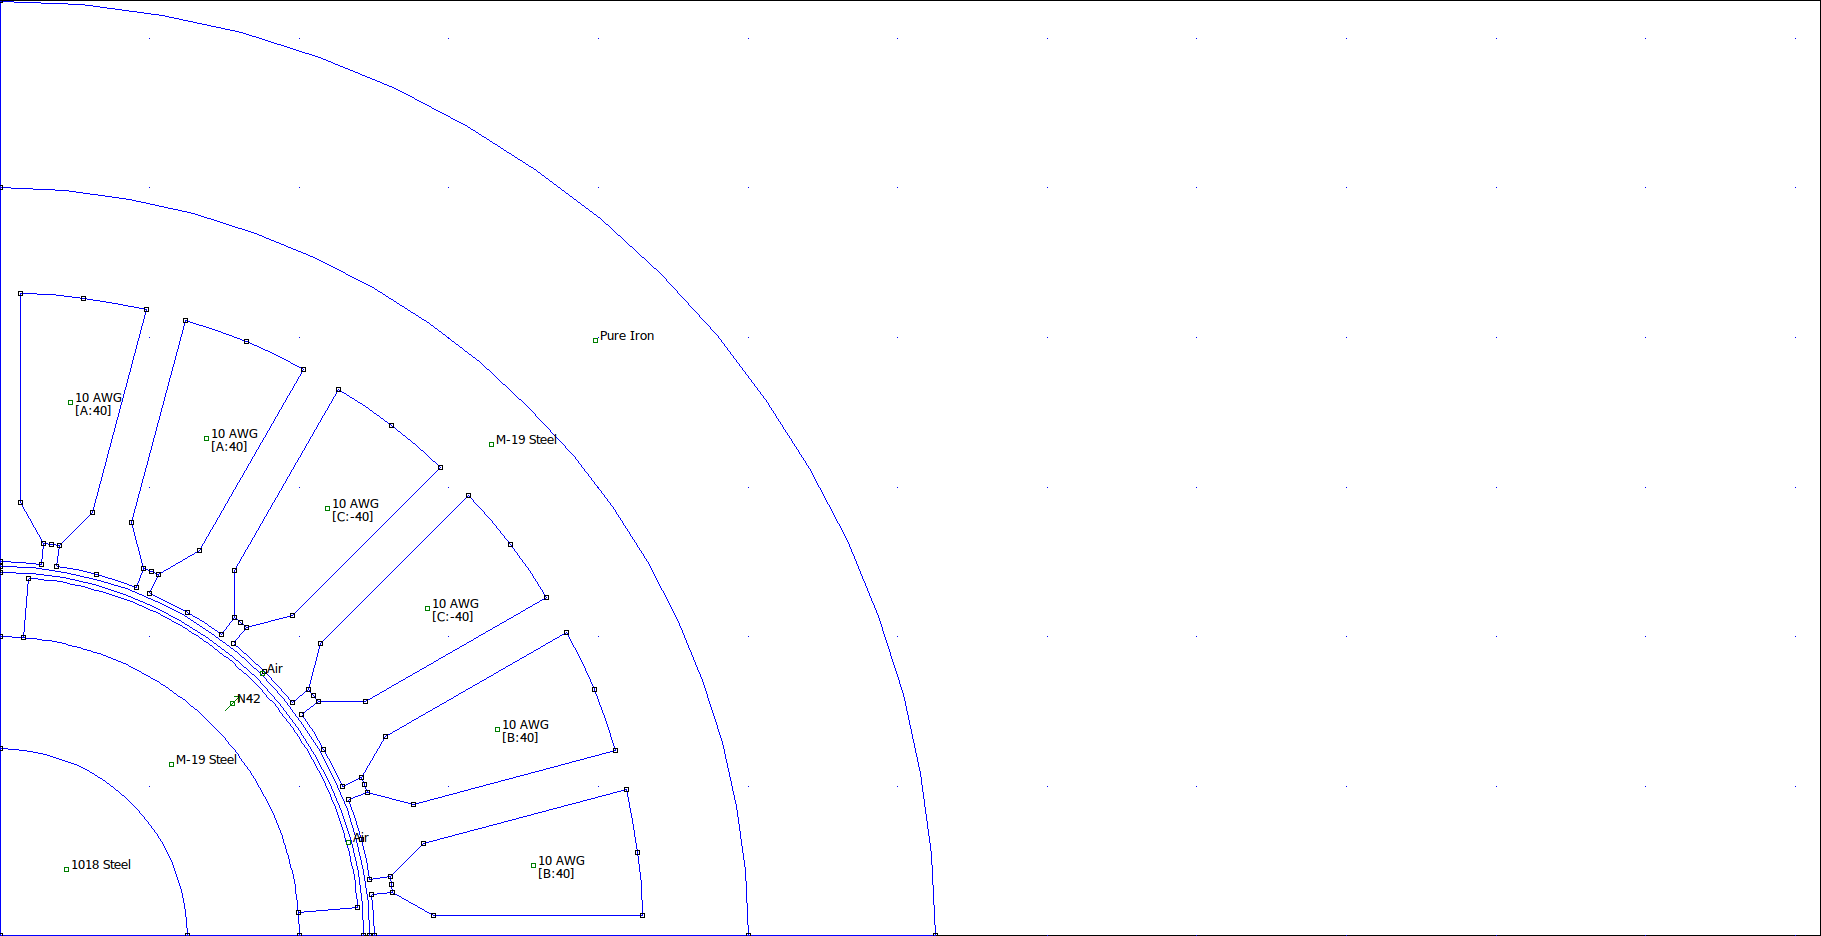 Pure Iron
10 AWG
[A:40]
10 AWG
[A:40]
M-19 Steel
10 AWG
[C:-40]
10 AWG
[C:-40]
Air
N42
10 AWG
[B:40]
M-19 Steel
Air
10 AWG
[B:40]
1018 Steel